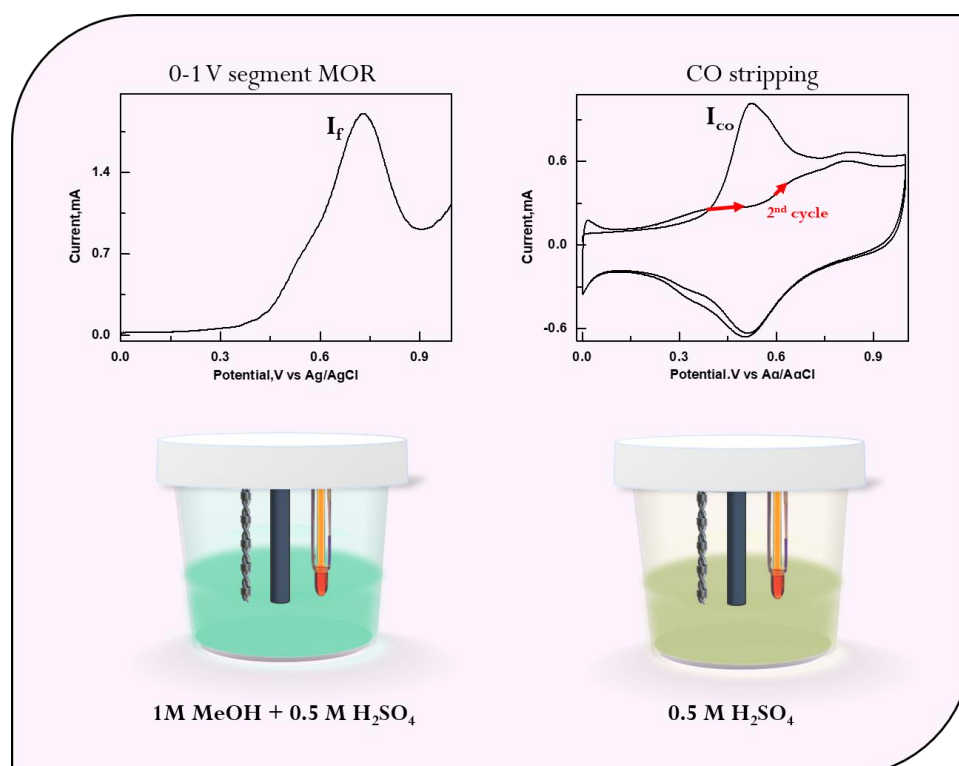 0-1 V segment MOR
I_f
1.4
0.7
0.0
Current,mA
0.0 0.3 0.6 0.9
Potential,V vs Ag/AgCl
CO stripping
I_co
0.6
0.0
-0.6
Current,mA
2nd cycle
0.0 0.3 0.6 0.9
Potential.V vs Aɑ/AɑCl
1M MeOH + 0.5 M H₂SO₄
0.5 M H₂SO₄